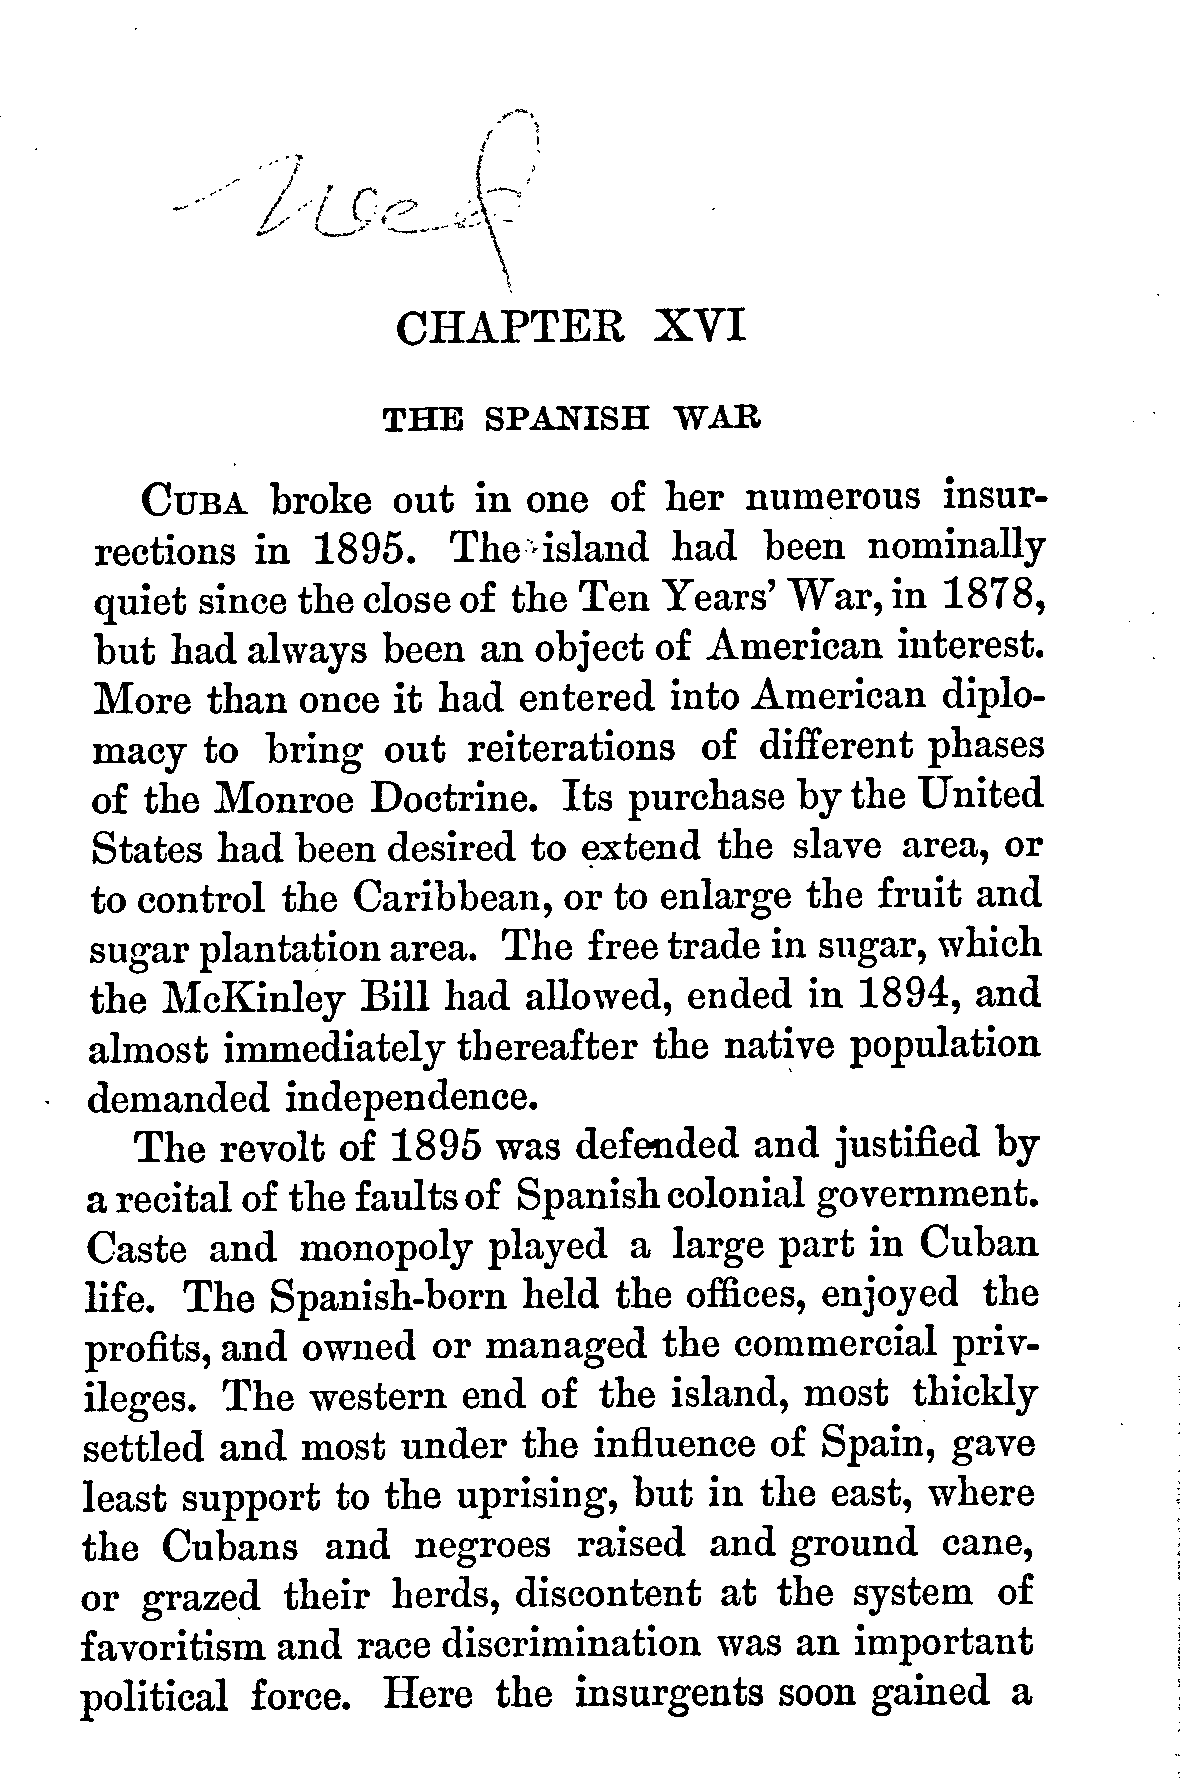 CHAPTER XVI
THE SPANISH WAR
CUBA broke out in one of her numerous insur-
rections in 1895. The island had been nominally
quiet since the close of the Ten Years' War, in 1878,
but had always been an object of American interest.
More than once it had entered into American diplo-
macy to bring out reiterations of different phases
of the Monroe Doctrine. Its purchase by the United
States had been desired to extend the slave area, or
to control the Caribbean, or to enlarge the fruit and
sugar plantation area. The free trade in sugar, which
the McKinley Bill had allowed, ended in 1894, and
almost immediately thereafter the native population
demanded independence.
The revolt of 1895 was defended and justified by
a recital of the faults of Spanish colonial government.
Caste and monopoly played a large part in Cuban
life. The Spanish-born held the offices, enjoyed the
profits, and owned or managed the commercial priv-
ileges. The western end of the island, most thickly
settled and most under the influence of Spain, gave
least support to the uprising, but in the east, where
the Cubans and negroes raised and ground cane,
or grazed their herds, discontent at the system of
favoritism and race discrimination was an important
political force. Here the insurgents soon gained a